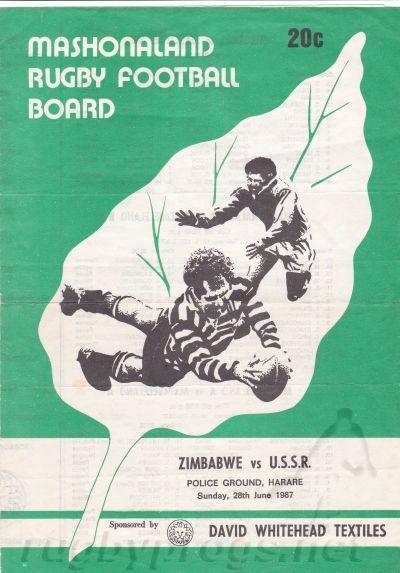 MASHONALAND
RUGBY FOOTBALL
BOARD
20c
ZIMBABWE vs U.S.S.R.
POLICE GROUND, HARARE
Sunday, 28th June 1987
Sponsored by
DAVID WHITEHEAD TEXTILES
rugbyprogs.net